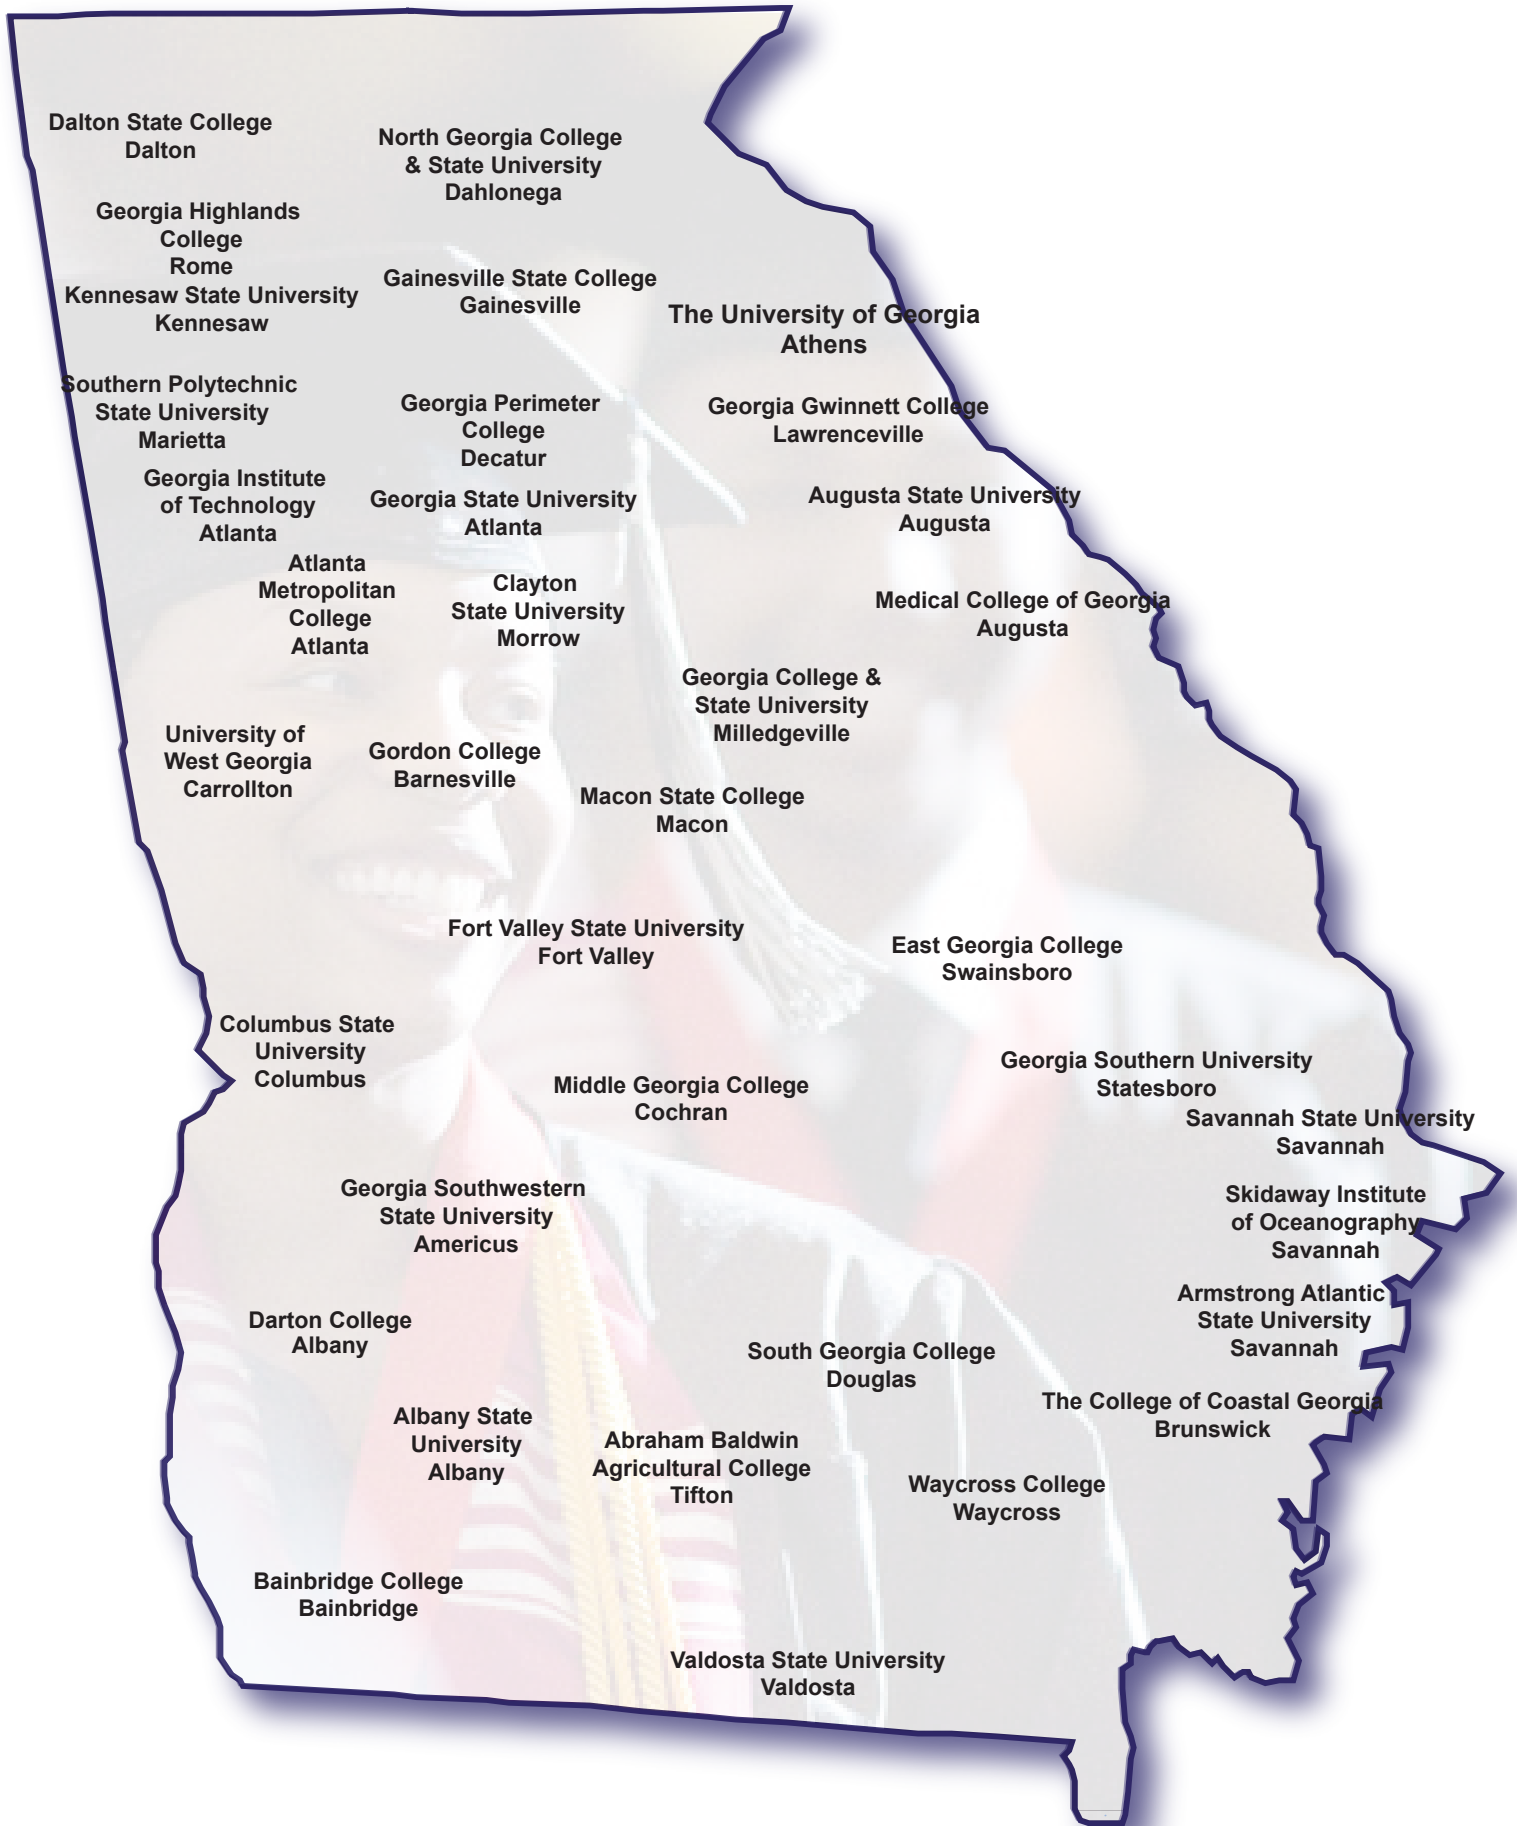 Dalton State College
Dalton
North Georgia College
& State University
Dahlonega
Georgia Highlands
College
Rome
Kennesaw State University
Kennesaw
Gainesville State College
Gainesville
The University of Georgia
Athens
Southern Polytechnic
State University
Marietta
Georgia Perimeter
College
Decatur
Georgia Gwinnett College
Lawrenceville
Georgia Institute
of Technology
Atlanta
Georgia State University
Atlanta
Augusta State University
Augusta
Atlanta
Metropolitan
College
Atlanta
Clayton
State University
Morrow
Medical College of Georgia
Augusta
Georgia College &
State University
Milledgeville
University of
West Georgia
Carrollton
Gordon College
Barnesville
Macon State College
Macon
Fort Valley State University
Fort Valley
East Georgia College
Swainsboro
Columbus State
University
Columbus
Middle Georgia College
Cochran
Georgia Southern University
Statesboro
Savannah State University
Savannah
Georgia Southwestern
State University
Americus
Skidaway Institute
of Oceanography
Savannah
Armstrong Atlantic
State University
Savannah
Darton College
Albany
South Georgia College
Douglas
The College of Coastal Georgia
Brunswick
Albany State
University
Albany
Abraham Baldwin
Agricultural College
Tifton
Waycross College
Waycross
Bainbridge College
Bainbridge
Valdosta State University
Valdosta